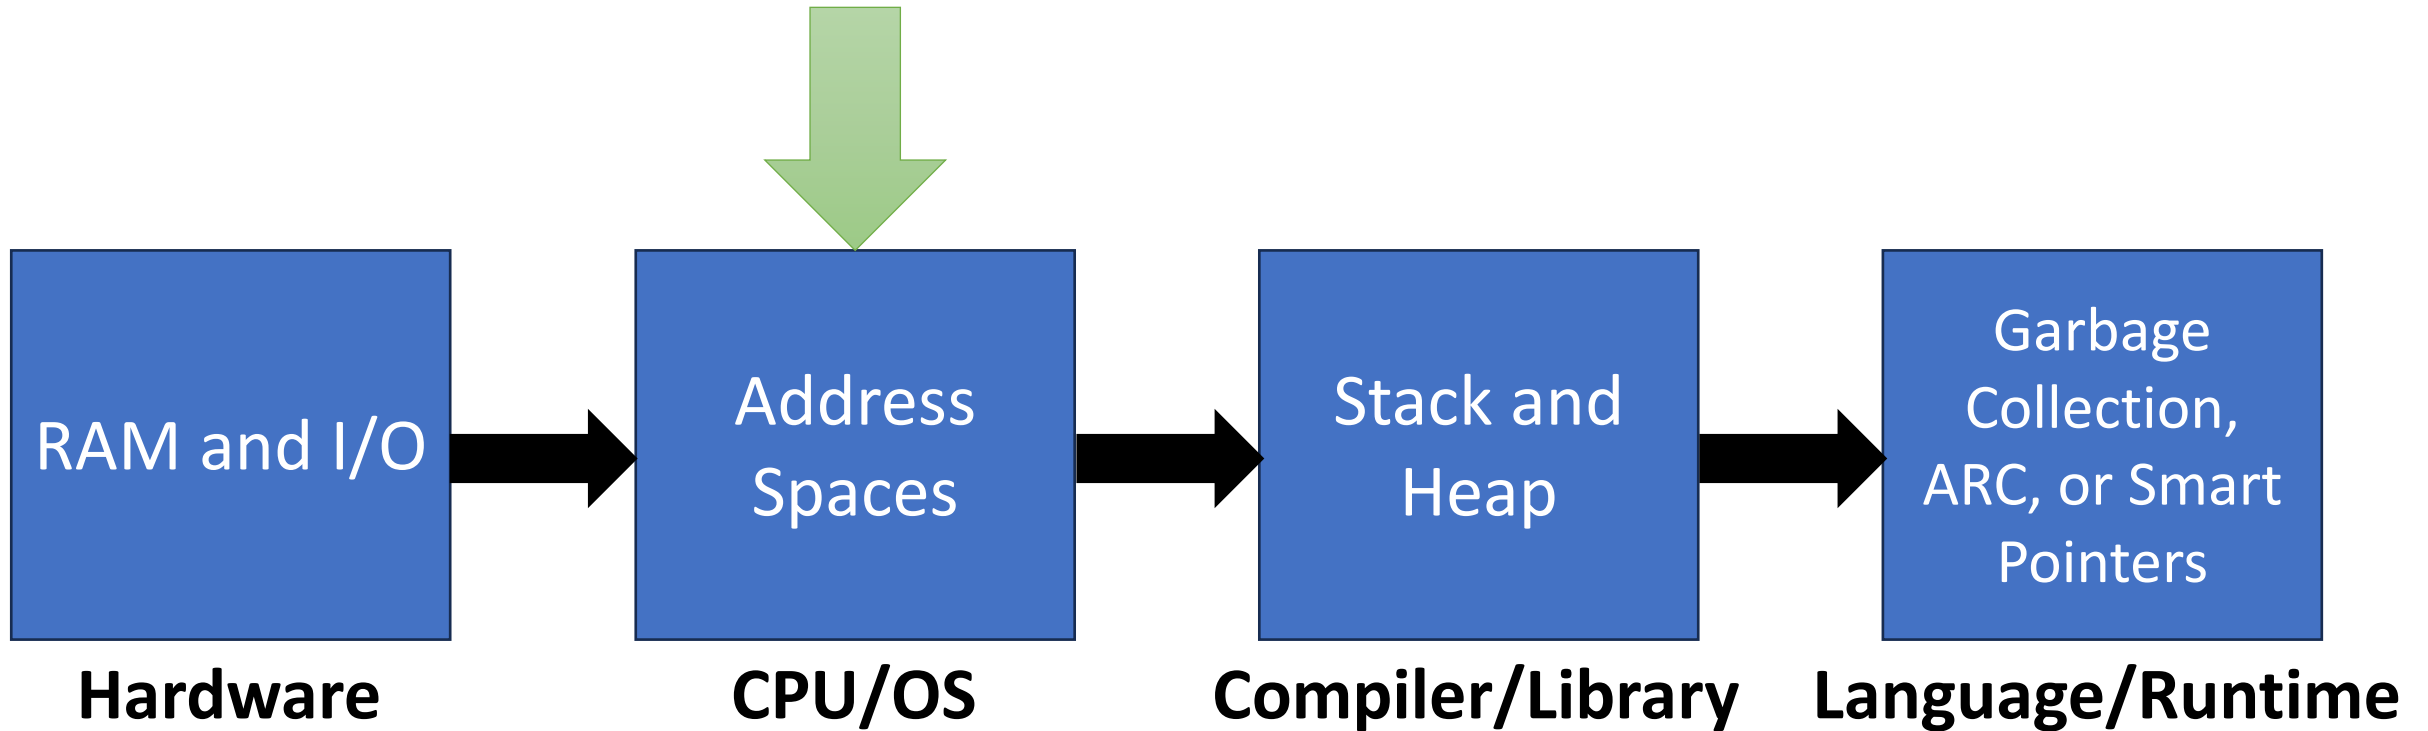 RAM and I/O
Address
Spaces
Stack and
Heap
Garbage
Collection,
ARC, or Smart
Pointers
Hardware
CPU/OS
Compiler/Library
Language/Runtime